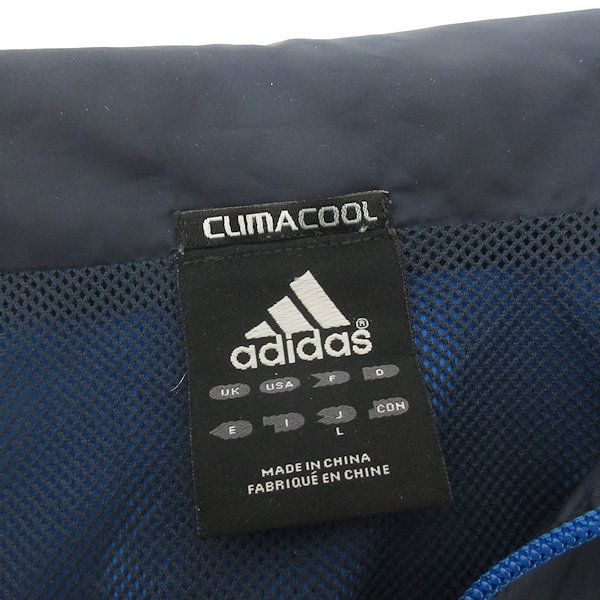 CLIMACOOL
adidas®
UK USA F D
E I J CDN
L
MADE IN CHINA
FABRIQUÉ EN CHINE